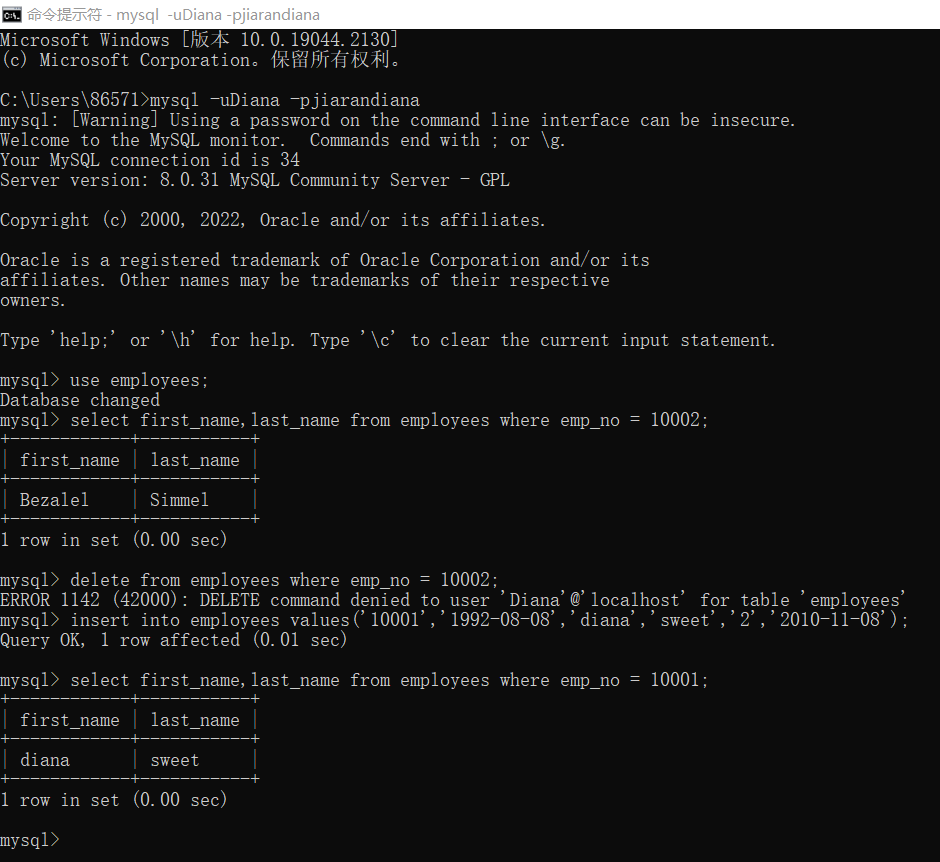 命令提示符 - mysql  -uDiana -pjiarandiana
Microsoft Windows [版本 10.0.19044.2130]
(c) Microsoft Corporation。保留所有权利。
C:\Users\86571>mysql -uDiana -pjiarandiana
mysql: [Warning] Using a password on the command line interface can be insecure.
Welcome to the MySQL monitor.  Commands end with ; or \g.
Your MySQL connection id is 34
Server version: 8.0.31 MySQL Community Server - GPL
Copyright (c) 2000, 2022, Oracle and/or its affiliates.
Oracle is a registered trademark of Oracle Corporation and/or its
affiliates. Other names may be trademarks of their respective
owners.
Type 'help;' or '\h' for help. Type '\c' to clear the current input statement.
mysql> use employees;
Database changed
mysql> select first_name,last_name from employees where emp_no = 10002;
+------------+-----------+
| first_name | last_name |
+------------+-----------+
| Bezalel    | Simmel    |
+------------+-----------+
1 row in set (0.00 sec)
mysql> delete from employees where emp_no = 10002;
ERROR 1142 (42000): DELETE command denied to user 'Diana'@'localhost' for table 'employees'
mysql> insert into employees values('10001','1992-08-08','diana','sweet','2','2010-11-08');
Query OK, 1 row affected (0.01 sec)
mysql> select first_name,last_name from employees where emp_no = 10001;
+------------+-----------+
| first_name | last_name |
+------------+-----------+
| diana      | sweet     |
+------------+-----------+
1 row in set (0.00 sec)
mysql>